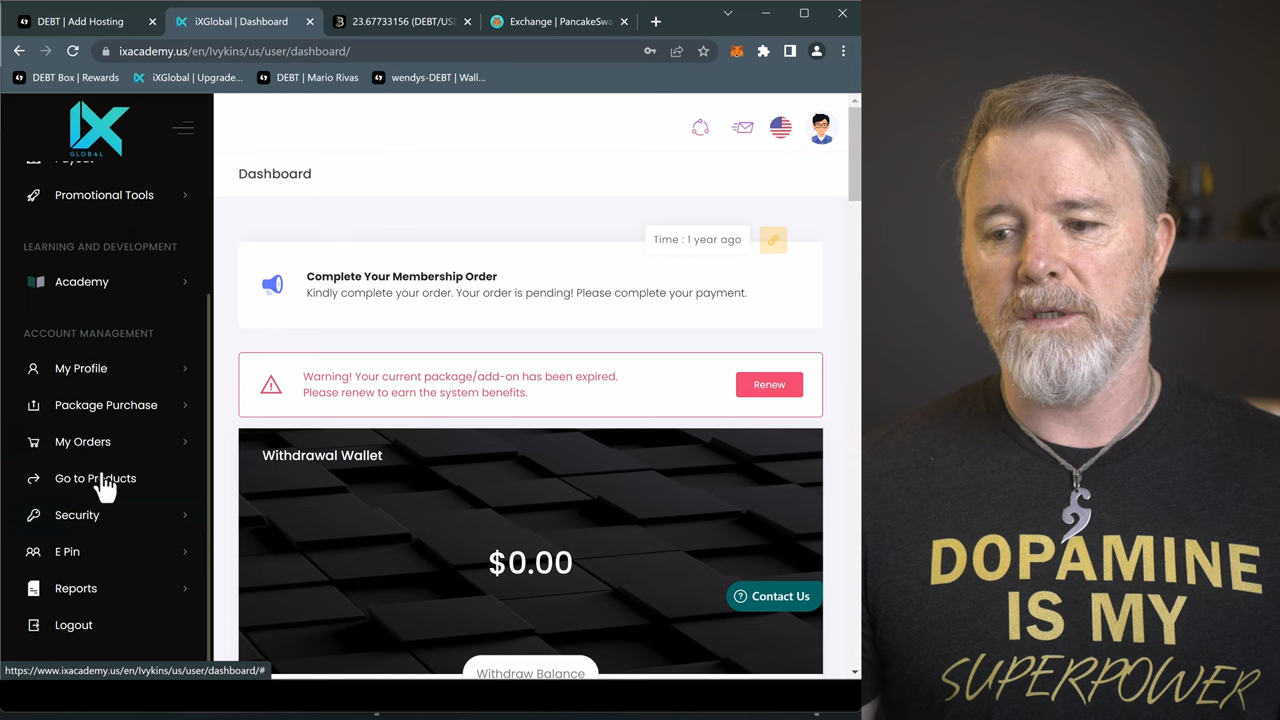 DEBT | Add Hosting
iXGlobal | Dashboard
23.67733156 (DEBT/USD
Exchange | PancakeSwa
ixacademy.us/en/lvykins/us/user/dashboard/
DEBT Box | Rewards
iXGlobal | Upgrade...
DEBT | Mario Rivas
wendys-DEBT | Wall...
IX
GLOBAL
Promotional Tools
LEARNING AND DEVELOPMENT
Academy
ACCOUNT MANAGEMENT
My Profile
Package Purchase
My Orders
Go to Products
Security
E Pin
Reports
Logout
Dashboard
Time : 1 year ago
Complete Your Membership Order
Kindly complete your order. Your order is pending! Please complete your payment.
Warning! Your current package/add-on has been expired.
Please renew to earn the system benefits.
Renew
Withdrawal Wallet
$0.00
Contact Us
Withdraw Balance
https://www.ixacademy.us/en/lvykins/us/user/dashboard/#
DOPAMINE
IS MY
SUPERPOWER